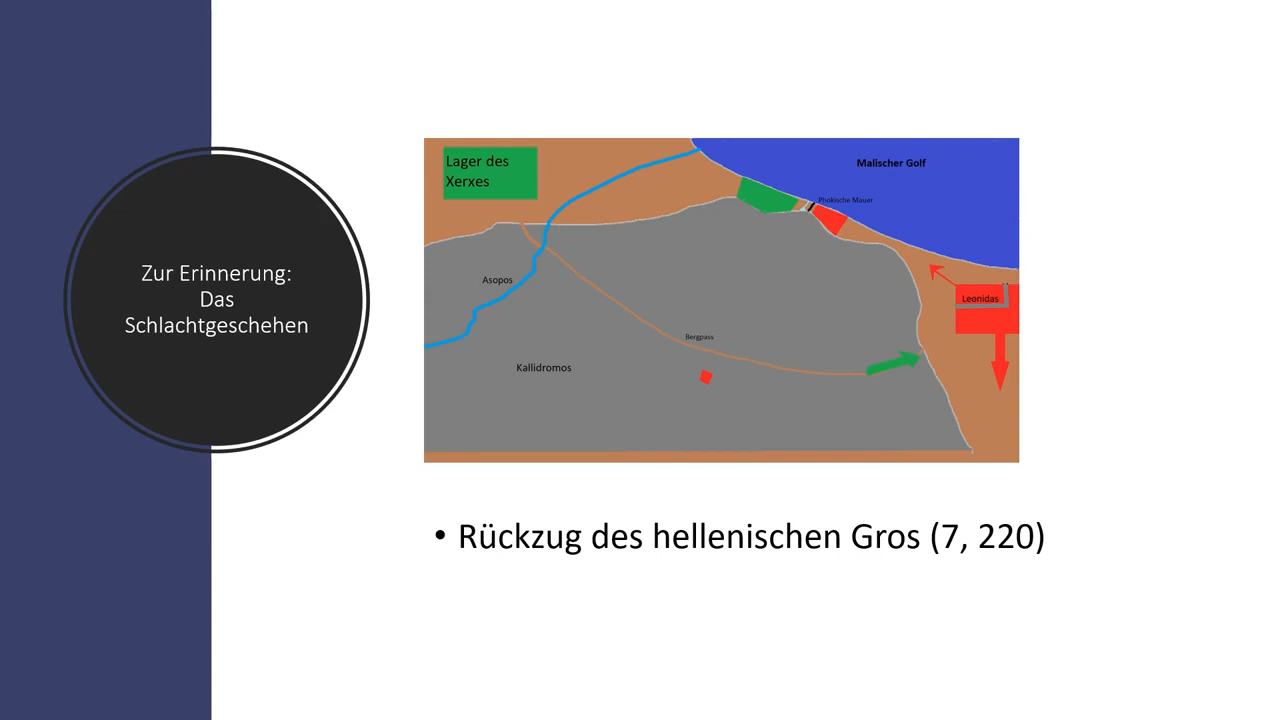 Zur Erinnerung:
Das
Schlachtgeschehen
Lager des
Xerxes
Malischer Golf
Phokische Mauer
Asopos
Leonidas
Bergpass
Kallidromos
• Rückzug des hellenischen Gros (7, 220)